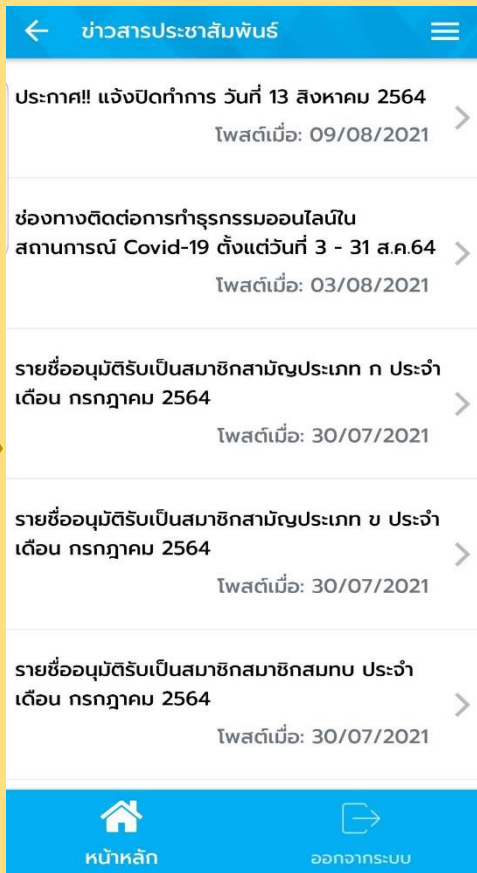 ข่าวสารประชาสัมพันธ์
ประกาศ!! แจ้งปิดทำการ วันที่ 13 สิงหาคม 2564
โพสต์เมื่อ: 09/08/2021
ช่องทางติดต่อการทำธุรกรรมออนไลน์ใน
สถานการณ์ Covid-19 ตั้งแต่วันที่ 3 - 31 ส.ค.64
โพสต์เมื่อ: 03/08/2021
รายชื่ออนุมัติรับเป็นสมาชิกสามัญประเภท ก ประจำ
เดือน กรกฎาคม 2564
โพสต์เมื่อ: 30/07/2021
รายชื่ออนุมัติรับเป็นสมาชิกสามัญประเภท ข ประจำ
เดือน กรกฎาคม 2564
โพสต์เมื่อ: 30/07/2021
รายชื่ออนุมัติรับเป็นสมาชิกสมาชิกสมทบ ประจำ
เดือน กรกฎาคม 2564
โพสต์เมื่อ: 30/07/2021
หน้าหลัก
ออกจากระบบ